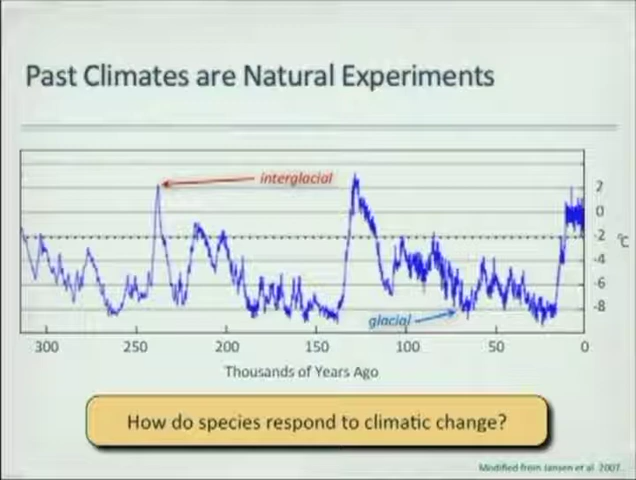 Past Climates are Natural Experiments
interglacial
2
0
-2
-4
-6
-8
°C
glacial
300 250 200 150 100 50 0
Thousands of Years Ago
How do species respond to climatic change?
Modified from Jansen et al. 2007